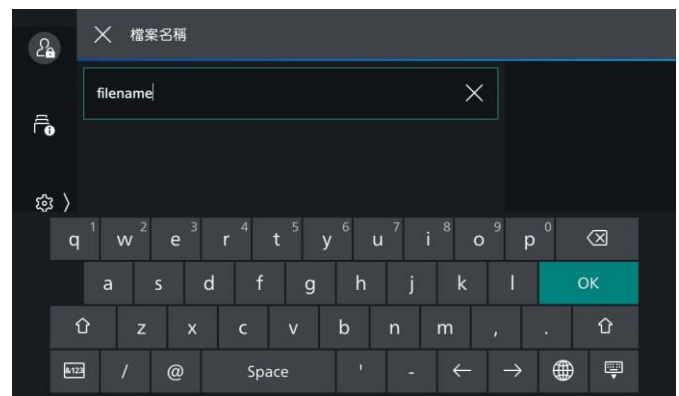 檔案名稱
filename
q 1 w 2 e 3 r 4 t 5 y 6 u 7 i 8 o 9 p 0
a s d f g h j k l OK
z x c v b n m , .
&123 / @ Space ' -